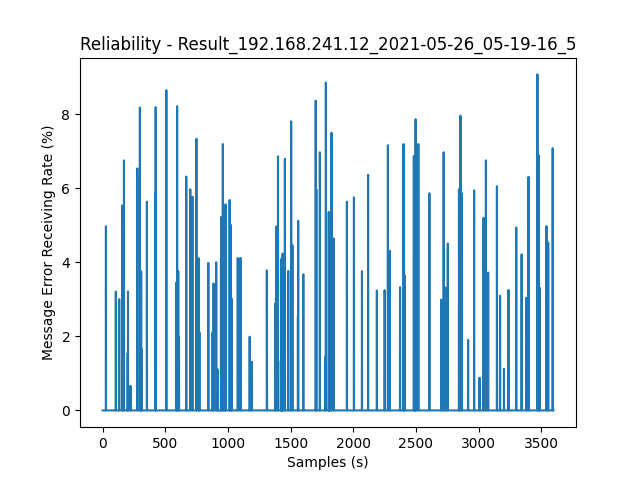 Reliability - Result_192.168.241.12_2021-05-26_05-19-16_5
Message Error Receiving Rate (%)
8
6
4
2
0
0 500 1000 1500 2000 2500 3000 3500
Samples (s)